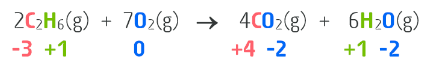 2C₂H₆(g) + 7O₂(g) → 4CO₂(g) + 6H₂O(g)
-3 +1 0 +4 -2 +1 -2